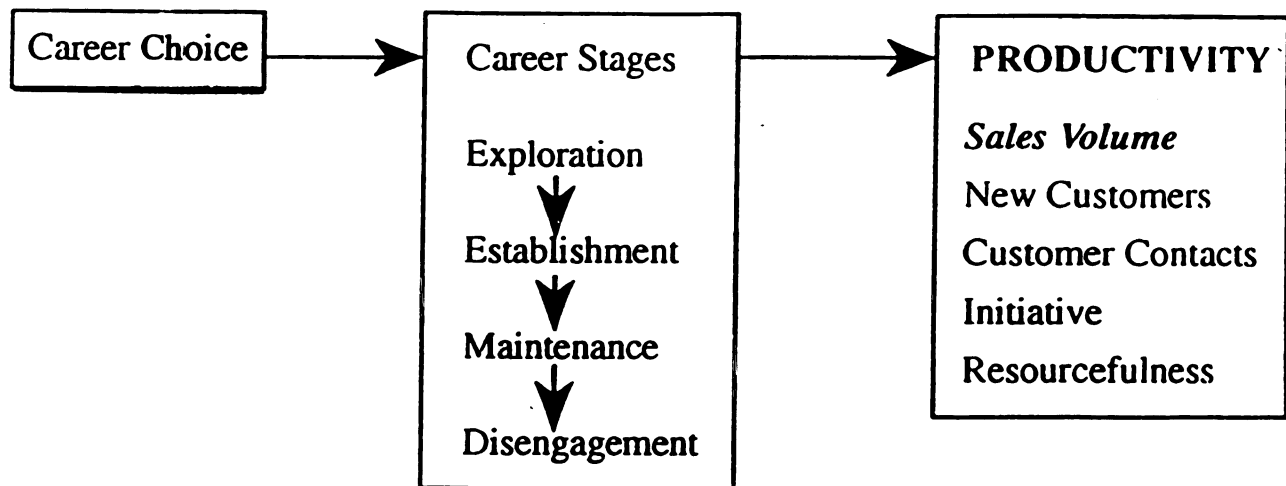 Career Choice
Career Stages
Exploration
Establishment
Maintenance
Disengagement
PRODUCTIVITY
Sales Volume
New Customers
Customer Contacts
Initiative
Resourcefulness